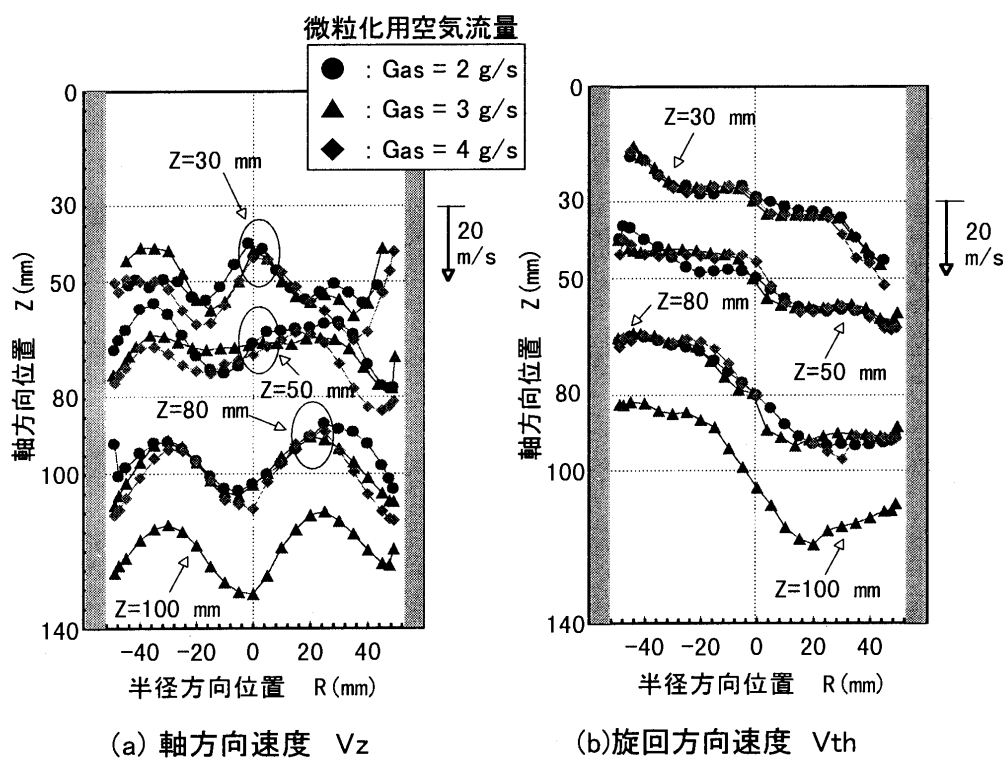 微粒化用空気流量
● : Gas = 2 g/s
▲ : Gas = 3 g/s
◆ : Gas = 4 g/s
0
30
50
80
100
140
軸方向位置 Z (mm)
Z=30 mm
Z=50 mm
Z=80 mm
Z=100 mm
20
m/s
-40 -20 0 20 40
半径方向位置 R (mm)
(a) 軸方向速度 Vz
0
30
50
80
100
140
軸方向位置 Z (mm)
Z=30 mm
Z=80 mm
Z=50 mm
Z=100 mm
20
m/s
-40 -20 0 20 40
半径方向位置 R (mm)
(b)旋回方向速度 Vth